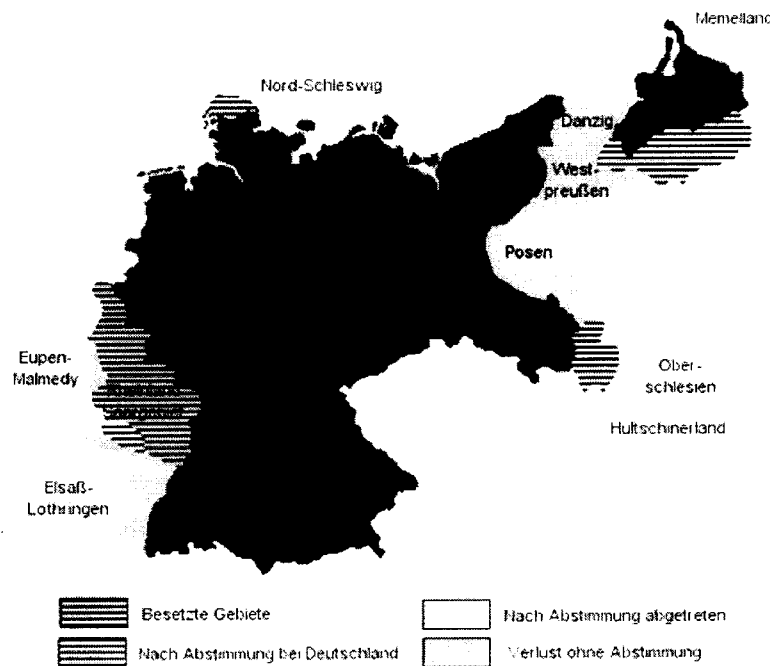 Memelland
Nord-Schleswig
Danzig
West-
preußen
Posen
Eupen-
Malmedy
Ober-
schlesien
Hultschinerland
Elsaß-
Lothringen
Besetzte Gebiete
Nach Abstimmung abgetreten
Nach Abstimmung bei Deutschland
Verlust ohne Abstimmung